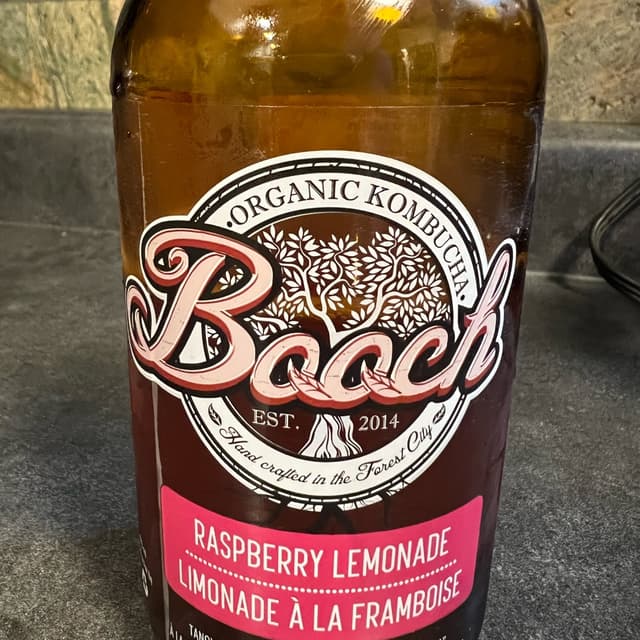 ·ORGANIC KOMBUCHA·
Booch
EST. 2014
Hand crafted in the Forest City
RASPBERRY LEMONADE
LIMONADE À LA FRAMBOISE